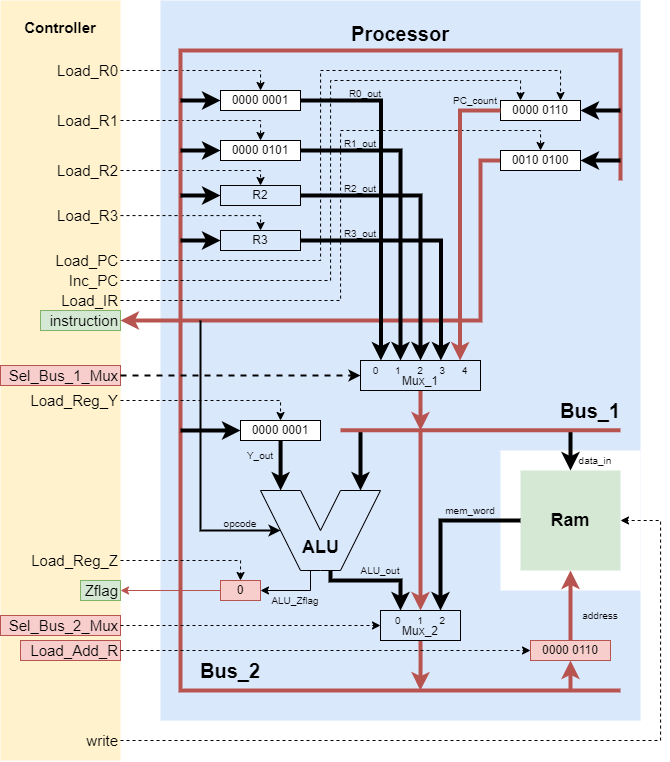 Controller
Processor
Load_R0
0000 0001
R0_out
PC_count
0000 0110
Load_R1
0000 0101
R1_out
0010 0100
Load_R2
R2
R2_out
Load_R3
R3
R3_out
Load_PC
Inc_PC
Load_IR
instruction
Sel_Bus_1_Mux
0 1 2 3 4
Mux_1
Load_Reg_Y
0000 0001
Bus_1
Y_out
data_in
mem_word
Ram
opcode
ALU
Load_Reg_Z
ALU_out
Zflag
0
ALU_Zflag
address
Sel_Bus_2_Mux
0 1 2
Mux_2
Load_Add_R
0000 0110
Bus_2
write